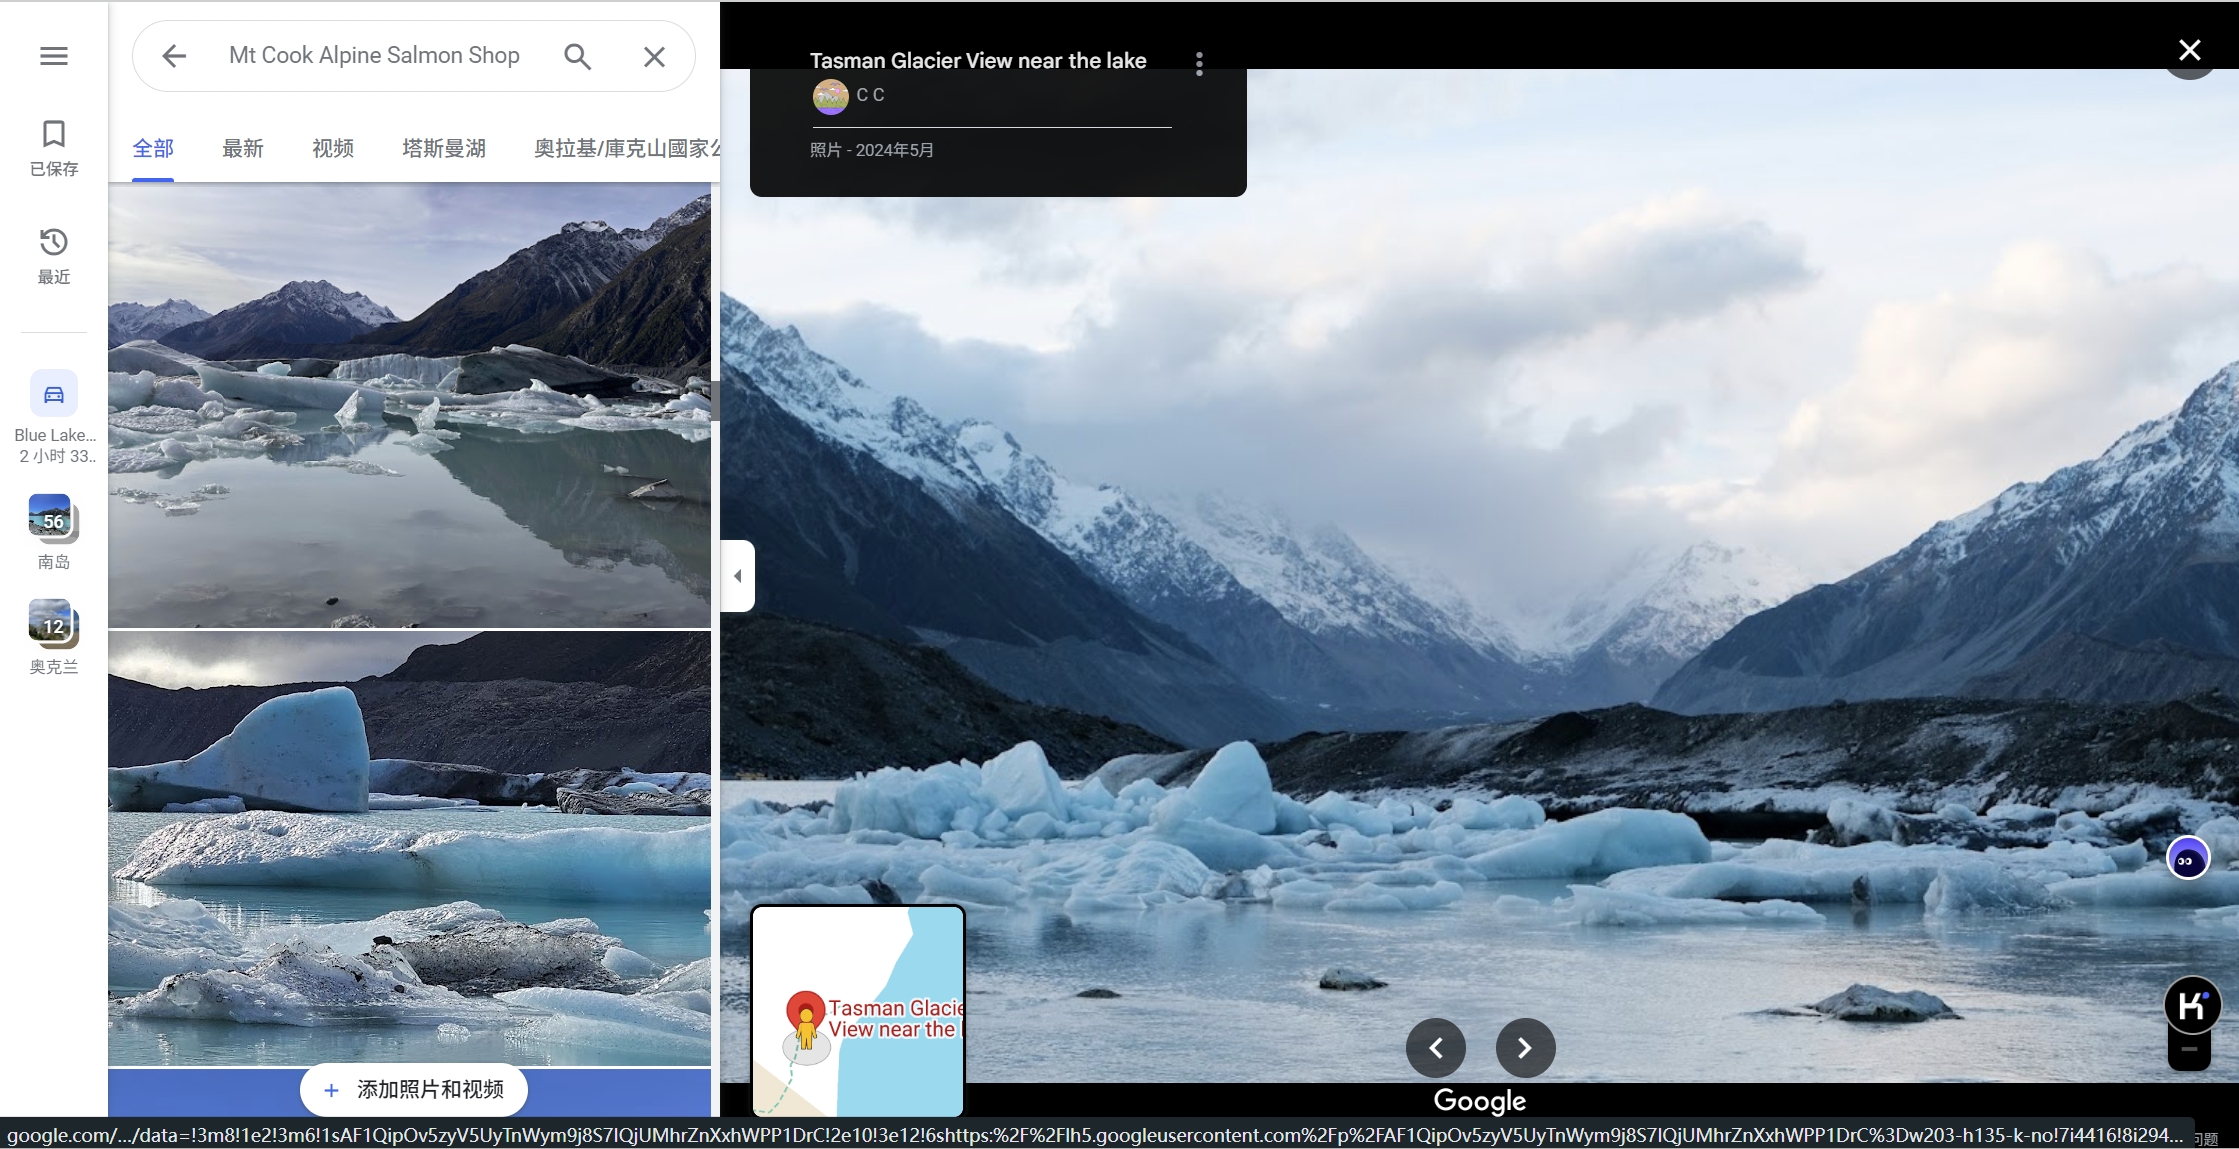 Mt Cook Alpine Salmon Shop
全部
最新
视频
塔斯曼湖
奥拉基/庫克山國家公
已保存
最近
Blue Lake...
2 小时 33..
56
南岛
12
奥克兰
添加照片和视频
Tasman Glacier View near the lake
C C
照片 - 2024年5月
Tasman Glacie
View near the l
Google
google.com/.../data=!3m8!1e2!3m6!1sAF1QipOv5zyV5UyTnWym9j8S7IQjUMhrZnXxhWPP1DrC!2e10!3e12!6shttps:%2F%2Flh5.googleusercontent.com%2Fp%2FAF1QipOv5zyV5UyTnWym9j8S7IQjUMhrZnXxhWPP1DrC%3Dw203-h135-k-no!7i4416!8i294...
问题